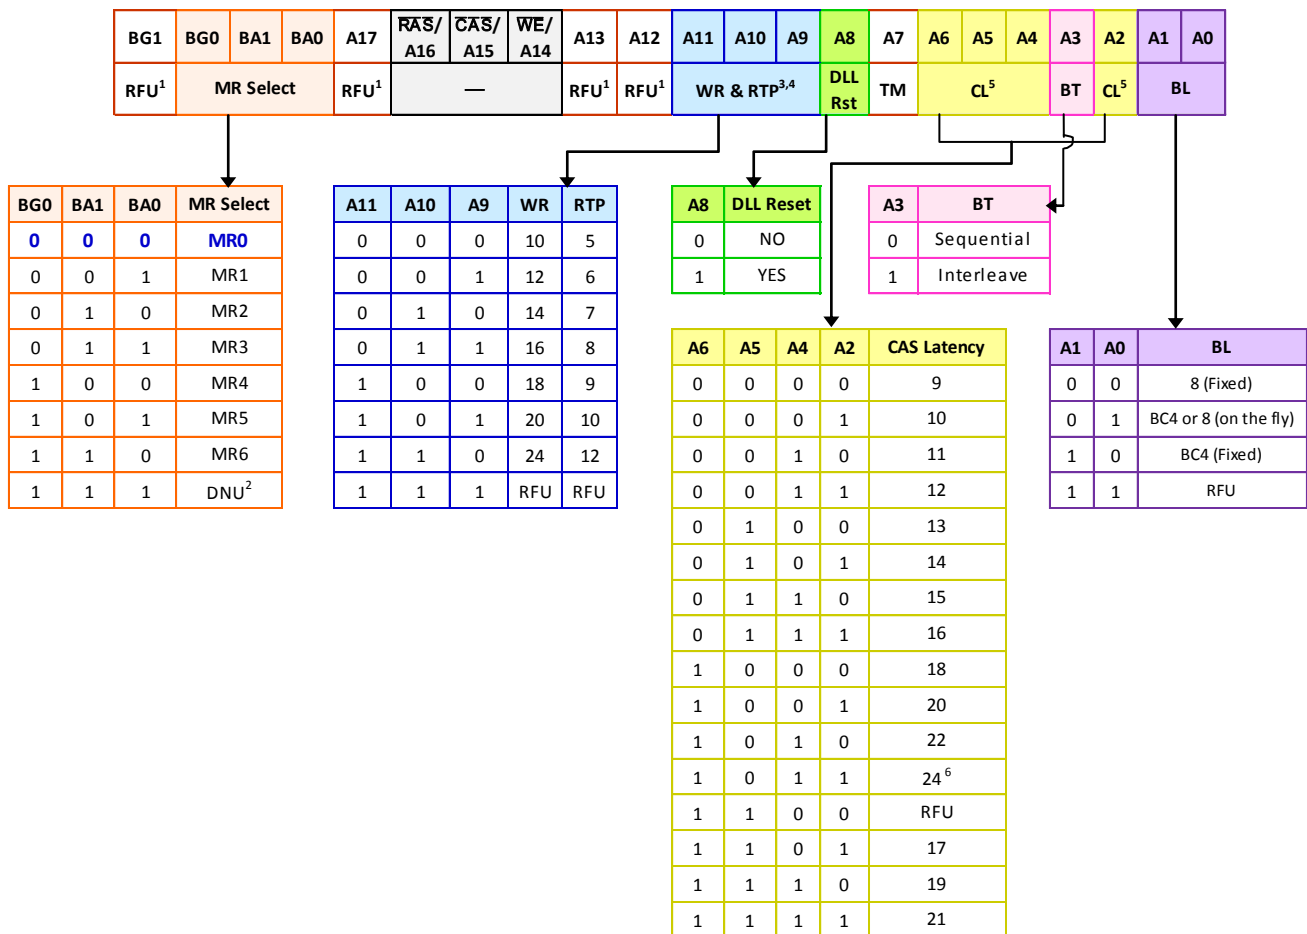 BG1 BG0 BA1 BA0 A17 RAS/A16 CAS/A15 WE/A14 A13 A12 A11 A10 A9 A8 A7 A6 A5 A4 A3 A2 A1 A0
RFU1 MR Select RFU1 — RFU1 RFU1 WR & RTP3,4 DLL Rst TM CL5 BT CL5 BL
BG0 BA1 BA0 MR Select
0 0 0 MR0
0 0 1 MR1
0 1 0 MR2
0 1 1 MR3
1 0 0 MR4
1 0 1 MR5
1 1 0 MR6
1 1 1 DNU2
A11 A10 A9 WR RTP
0 0 0 10 5
0 0 1 12 6
0 1 0 14 7
0 1 1 16 8
1 0 0 18 9
1 0 1 20 10
1 1 0 24 12
1 1 1 RFU RFU
A8 DLL Reset
0 NO
1 YES
A3 BT
0 Sequential
1 Interleave
A6 A5 A4 A2 CAS Latency
0 0 0 0 9
0 0 0 1 10
0 0 1 0 11
0 0 1 1 12
0 1 0 0 13
0 1 0 1 14
0 1 1 0 15
0 1 1 1 16
1 0 0 0 18
1 0 0 1 20
1 0 1 0 22
1 0 1 1 24 6
1 1 0 0 RFU
1 1 0 1 17
1 1 1 0 19
1 1 1 1 21
A1 A0 BL
0 0 8 (Fixed)
0 1 BC4 or 8 (on the fly)
1 0 BC4 (Fixed)
1 1 RFU